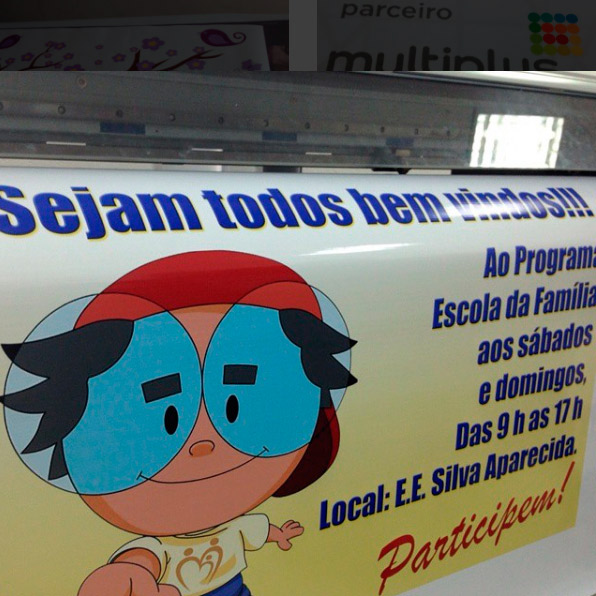 parceiro
multiplus
Sejam todos bem vindos!!!
Ao Programa
Escola da Família
aos sábados
e domingos,
Das 9 h as 17 h
Local: E.E. Silva Aparecida.
Participem!